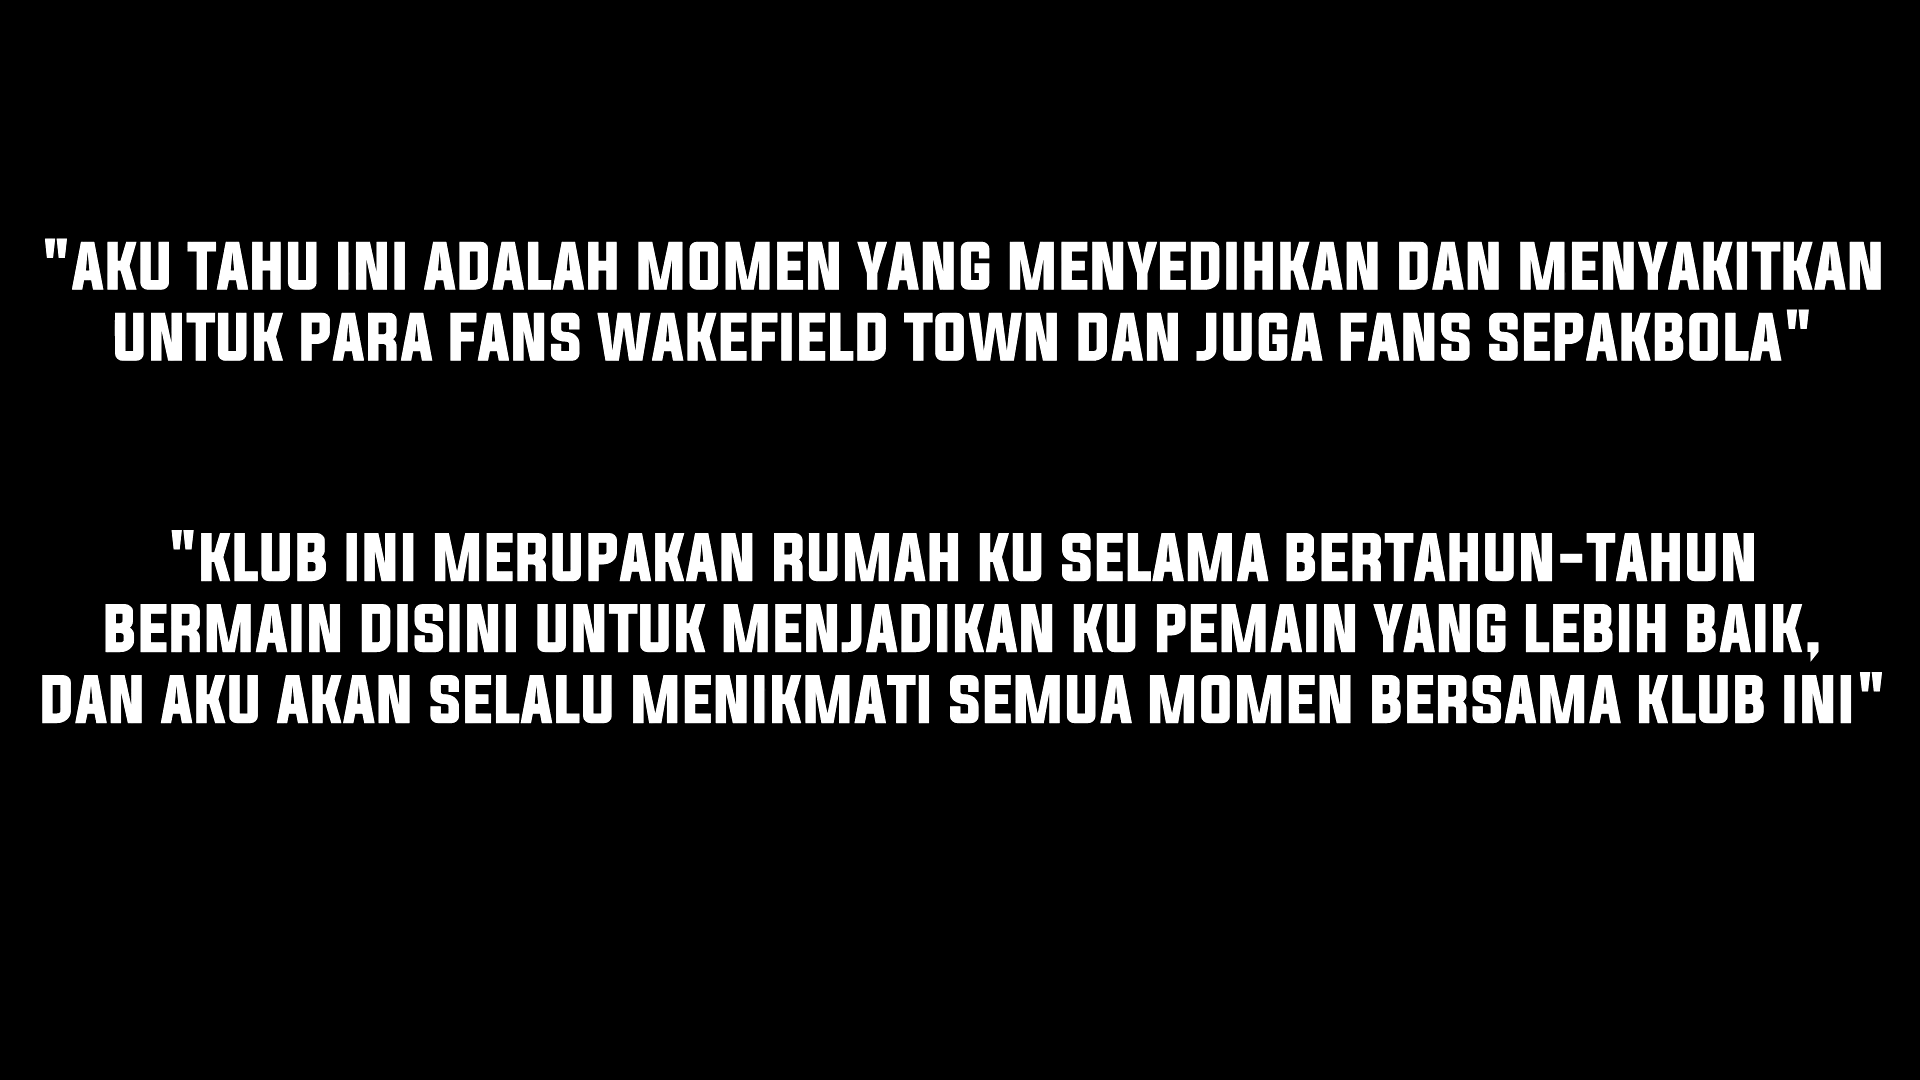 "AKU TAHU INI ADALAH MOMEN YANG MENYEDIHKAN DAN MENYAKITKAN
UNTUK PARA FANS WAKEFIELD TOWN DAN JUGA FANS SEPAKBOLA"
"KLUB INI MERUPAKAN RUMAH KU SELAMA BERTAHUN-TAHUN
BERMAIN DISINI UNTUK MENJADIKAN KU PEMAIN YANG LEBIH BAIK,
DAN AKU AKAN SELALU MENIKMATI SEMUA MOMEN BERSAMA KLUB INI"